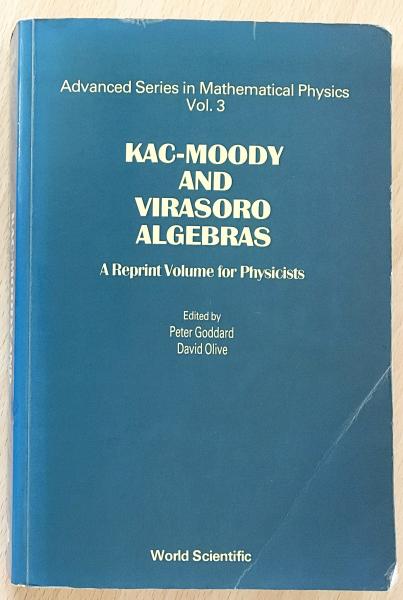 Advanced Series in Mathematical Physics
Vol. 3
KAC-MOODY
AND
VIRASORO
ALGEBRAS
A Reprint Volume for Physicists
Edited by
Peter Goddard
David Olive
World Scientific